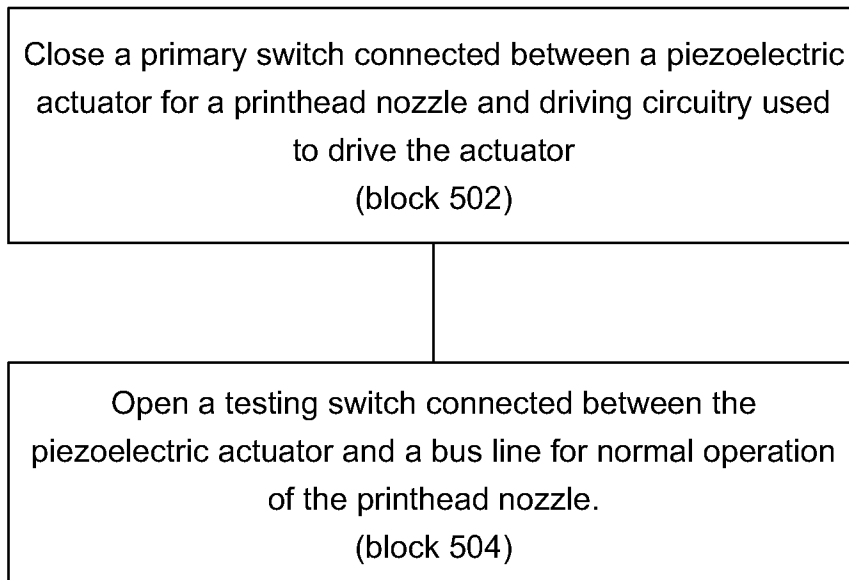 Close a primary switch connected between a piezoelectric
actuator for a printhead nozzle and driving circuitry used
to drive the actuator
(block 502)
Open a testing switch connected between the
piezoelectric actuator and a bus line for normal operation
of the printhead nozzle.
(block 504)